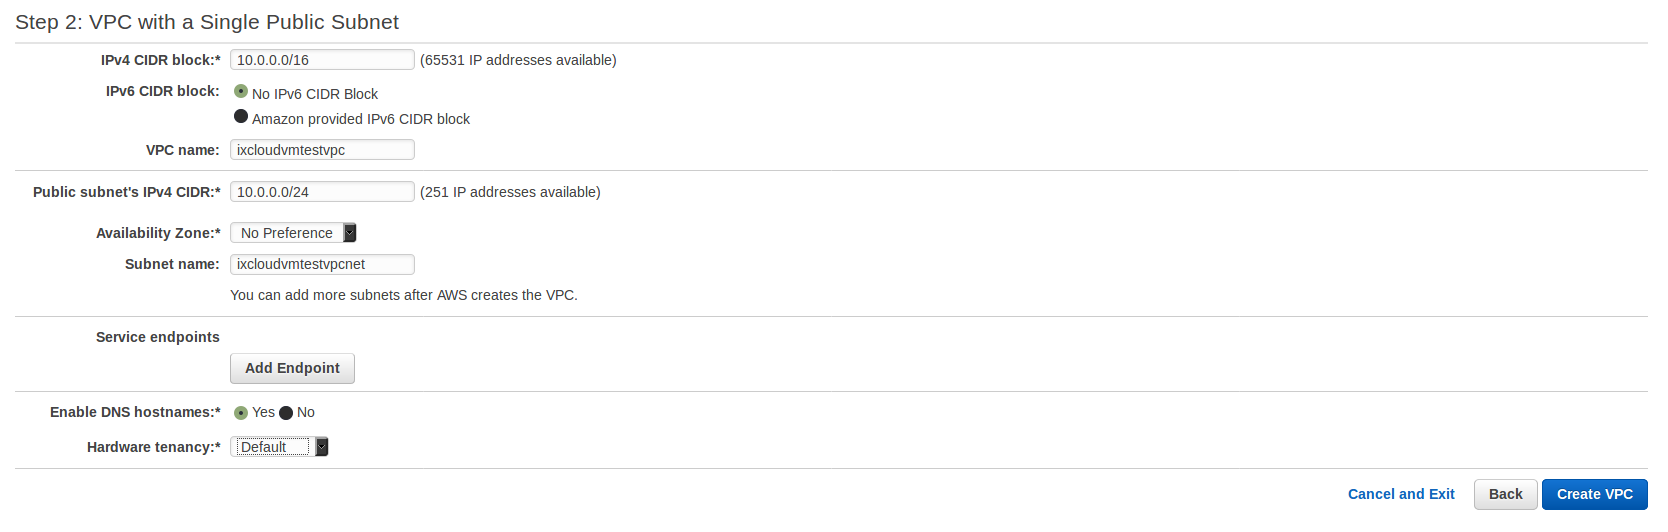 Step 2: VPC with a Single Public Subnet
IPv4 CIDR block:* 10.0.0.0/16 (65531 IP addresses available)
IPv6 CIDR block: No IPv6 CIDR Block
Amazon provided IPv6 CIDR block
VPC name: ixcloudvmtestvpc
Public subnet's IPv4 CIDR:* 10.0.0.0/24 (251 IP addresses available)
Availability Zone:* No Preference
Subnet name: ixcloudvmtestvpcnet
You can add more subnets after AWS creates the VPC.
Service endpoints
Add Endpoint
Enable DNS hostnames:* Yes No
Hardware tenancy:* Default
Cancel and Exit Back Create VPC